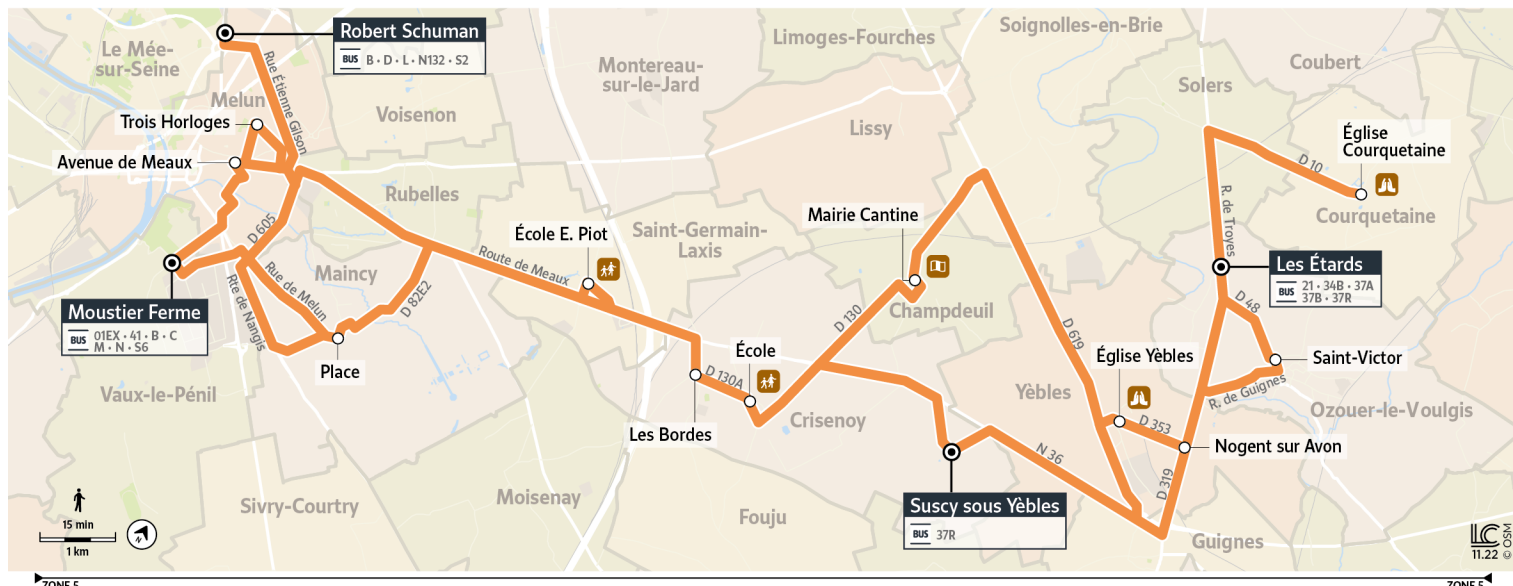 Robert Schuman
BUS B · D · L · N132 · S2
Le Mée-
sur-Seine
Melun
Rue Étienne Gilson
Voisenon
Trois Horloges
Avenue de Meaux
Rubelles
Montereau-
sur-le-Jard
Limoges-Fourches
Soignolles-en-Brie
Lissy
Solers
Coubert
Église
Courquetaine
D 10
Courquetaine
R. de Troyes
Mairie Cantine
Saint-Germain-
Laxis
École E. Piot
Route de Meaux
D 605
Maincy
Rue de Melun
Rte de Nangis
D 82E2
Moustier Ferme
BUS 01EX · 41 · B · C
M · N · S6
Place
Vaux-le-Pénil
Les Étards
BUS 21 · 34B · 37A
37B · 37R
D 48
Saint-Victor
R. de Guignes
Ozouer-le-Voulgis
Champdeuil
D 130
D 619
École
D 130A
Les Bordes
Crisenoy
Yèbles
Église Yèbles
D 353
Nogent sur Avon
N 36
D 319
Suscy sous Yèbles
BUS 37R
Guignes
Fouju
Moisenay
Sivry-Courtry
15 min
1 km
LC
11.22 © OSM
ZONE 5
ZONE 5